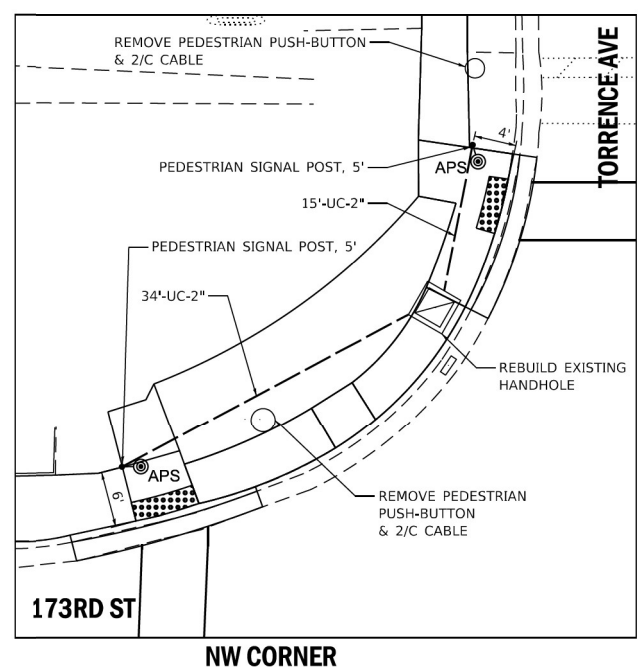 REMOVE PEDESTRIAN PUSH-BUTTON
& 2/C CABLE
TORRENCE AVE
4'
PEDESTRIAN SIGNAL POST, 5'
APS
15'-UC-2"
PEDESTRIAN SIGNAL POST, 5'
34'-UC-2"
REBUILD EXISTING
HANDHOLE
APS
6'
REMOVE PEDESTRIAN
PUSH-BUTTON
& 2/C CABLE
173RD ST
NW CORNER